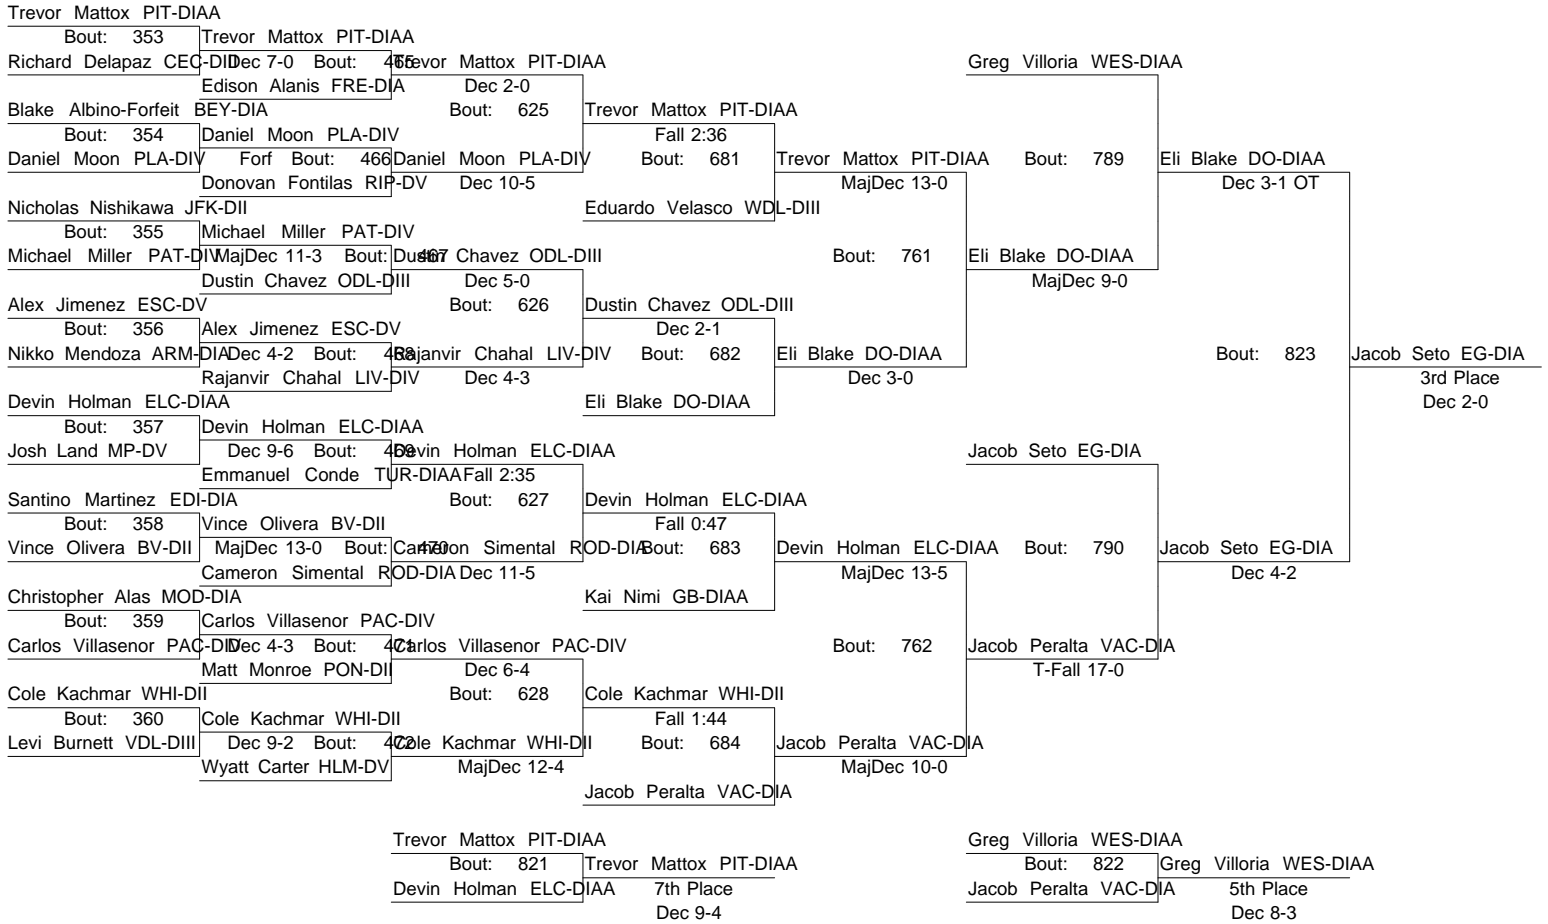 Trevor Mattox PIT-DIAA
Bout: 353 Trevor Mattox PIT-DIAA
Richard Delapaz CEC-DII Dec 7-0 Bout: 465 Trevor Mattox PIT-DIAA Greg Villoria WES-DIAA
Edison Alanis FRE-DIA Dec 2-0
Blake Albino-Forfeit BEY-DIA Bout: 625 Trevor Mattox PIT-DIAA
Bout: 354 Daniel Moon PLA-DIV Fall 2:36
Daniel Moon PLA-DIV Forf Bout: 466 Daniel Moon PLA-DIV Bout: 681 Trevor Mattox PIT-DIAA Bout: 789 Eli Blake DO-DIAA
Donovan Fontilas RIP-DV Dec 10-5 MajDec 13-0 Dec 3-1 OT
Nicholas Nishikawa JFK-DII Eduardo Velasco WDL-DIII
Bout: 355 Michael Miller PAT-DIV
Michael Miller PAT-DIV MajDec 11-3 Bout: 467 Dustin Chavez ODL-DIII Bout: 761 Eli Blake DO-DIAA
Dustin Chavez ODL-DIII Dec 5-0 MajDec 9-0
Alex Jimenez ESC-DV Bout: 626 Dustin Chavez ODL-DIII
Bout: 356 Alex Jimenez ESC-DV Dec 2-1
Nikko Mendoza ARM-DIA Dec 4-2 Bout: 468 Rajanvir Chahal LIV-DIV Bout: 682 Eli Blake DO-DIAA Bout: 823 Jacob Seto EG-DIA
Rajanvir Chahal LIV-DIV Dec 4-3 Dec 3-0 3rd Place
Devin Holman ELC-DIAA Eli Blake DO-DIAA Dec 2-0
Bout: 357 Devin Holman ELC-DIAA
Josh Land MP-DV Dec 9-6 Bout: 469 Devin Holman ELC-DIAA Jacob Seto EG-DIA
Emmanuel Conde TUR-DIAA Fall 2:35
Santino Martinez EDI-DIA Bout: 627 Devin Holman ELC-DIAA
Bout: 358 Vince Olivera BV-DII Fall 0:47
Vince Olivera BV-DII MajDec 13-0 Bout: 470 Cameron Simental ROD-DIA Bout: 683 Devin Holman ELC-DIAA Bout: 790 Jacob Seto EG-DIA
Cameron Simental ROD-DIA Dec 11-5 MajDec 13-5 Dec 4-2
Christopher Alas MOD-DIA Kai Nimi GB-DIAA
Bout: 359 Carlos Villasenor PAC-DIV
Carlos Villasenor PAC-DIV Dec 4-3 Bout: 471 Carlos Villasenor PAC-DIV Bout: 762 Jacob Peralta VAC-DIA
Matt Monroe PON-DII Dec 6-4 T-Fall 17-0
Cole Kachmar WHI-DII Bout: 628 Cole Kachmar WHI-DII
Bout: 360 Cole Kachmar WHI-DII Fall 1:44
Levi Burnett VDL-DIII Dec 9-2 Bout: 472 Cole Kachmar WHI-DII Bout: 684 Jacob Peralta VAC-DIA
Wyatt Carter HLM-DV MajDec 12-4 MajDec 10-0
Jacob Peralta VAC-DIA
Trevor Mattox PIT-DIAA Greg Villoria WES-DIAA
Bout: 821 Trevor Mattox PIT-DIAA Bout: 822 Greg Villoria WES-DIAA
Devin Holman ELC-DIAA 7th Place Jacob Peralta VAC-DIA 5th Place
Dec 9-4 Dec 8-3